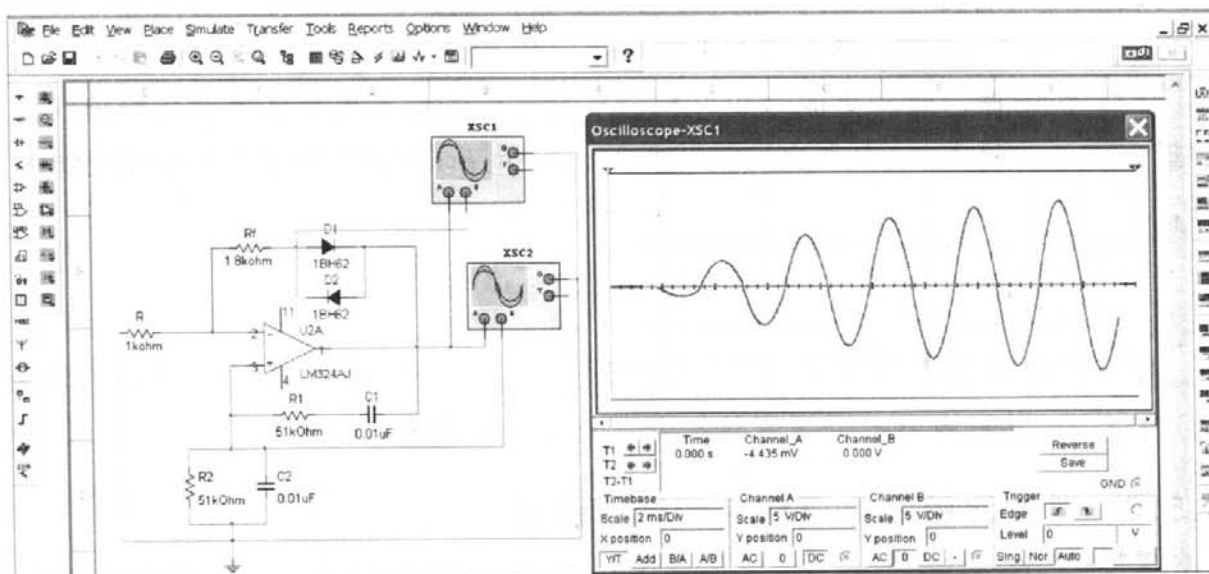 File Edit View Place Simulate Transfer Tools Reports Options Window Help
?
XSC1
A B
Oscilloscope-XSC1
Rf
1.8kohm
D1
1BH62
D2
1BH62
XSC2
R
1kohm
2
11
U2A
1
LM324AJ
4
R1
51kOhm
C1
0.01uF
R2
51kOhm
C2
0.01uF
T1
T2
T2-T1
Time
0.000 s
Channel_A
-4.435 mV
Channel_B
0.000 V
Reverse
Save
GND
Timebase
Scale 2 ms/Div
X position 0
Y/T Add B/A A/B
Channel A
Scale 5 V/Div
Y position 0
AC 0 DC
Channel B
Scale 5 V/Div
Y position 0
AC 0 DC -
Trigger
Edge
Level 0 V
Sing Nor Auto